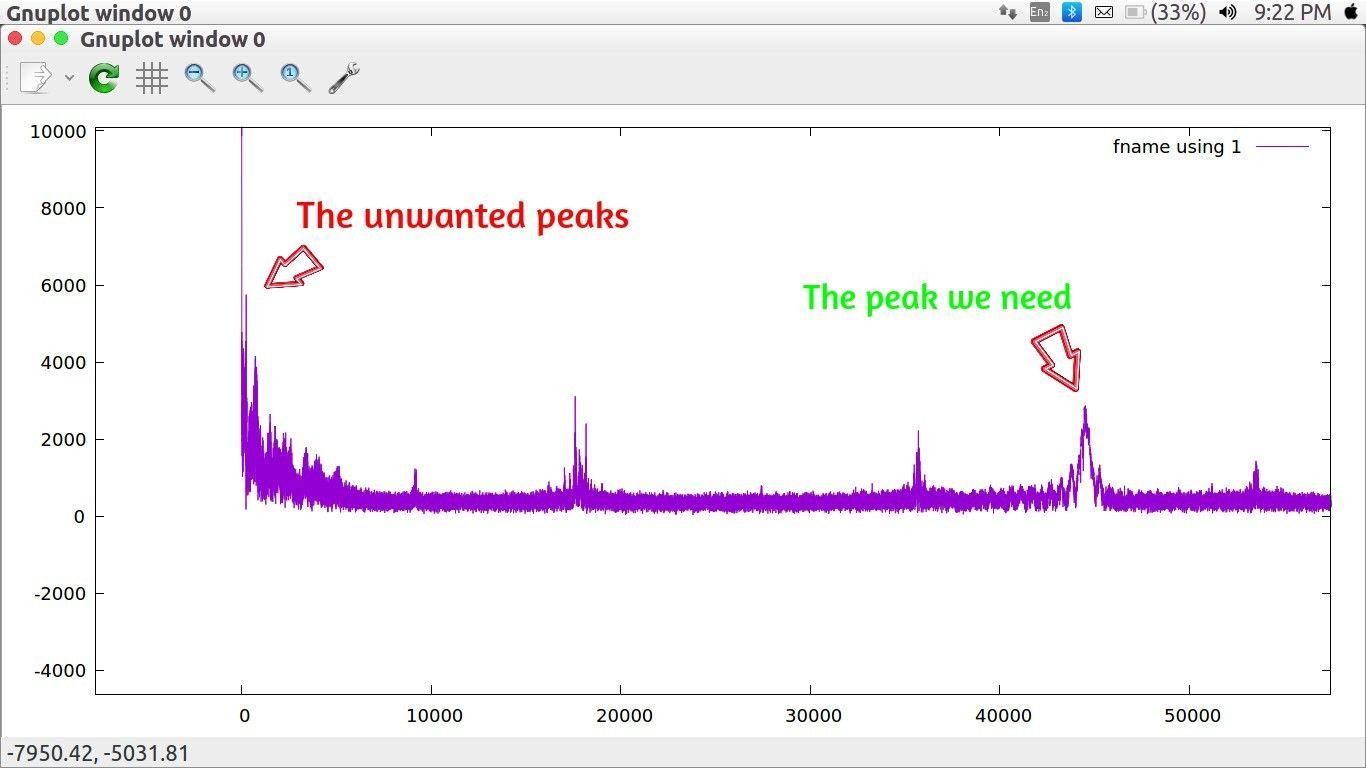 Gnuplot window 0
En₂
(33%)
9:22 PM
Gnuplot window 0
1
fname using 1
10000
8000
6000
4000
2000
0
-2000
-4000
The unwanted peaks
The peak we need
0
10000
20000
30000
40000
50000
-7950.42, -5031.81